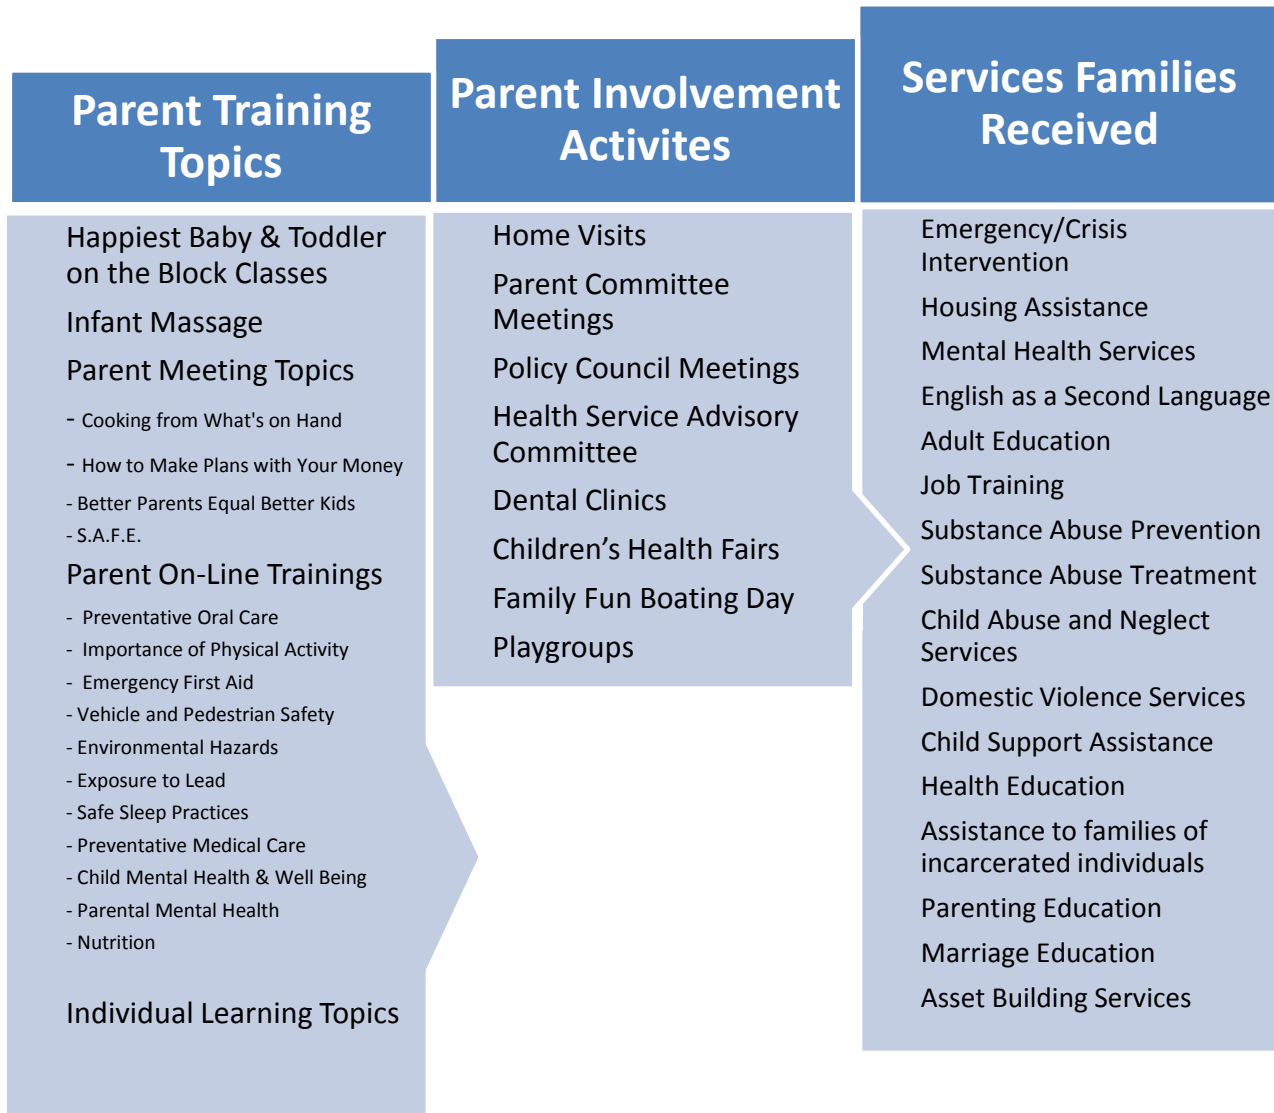 Parent Training
Topics
Happiest Baby & Toddler
on the Block Classes
Infant Massage
Parent Meeting Topics
- Cooking from What's on Hand
- How to Make Plans with Your Money
- Better Parents Equal Better Kids
- S.A.F.E.
Parent On-Line Trainings
- Preventative Oral Care
- Importance of Physical Activity
- Emergency First Aid
- Vehicle and Pedestrian Safety
- Environmental Hazards
- Exposure to Lead
- Safe Sleep Practices
- Preventative Medical Care
- Child Mental Health & Well Being
- Parental Mental Health
- Nutrition
Individual Learning Topics
Parent Involvement
Activites
Home Visits
Parent Committee
Meetings
Policy Council Meetings
Health Service Advisory
Committee
Dental Clinics
Children’s Health Fairs
Family Fun Boating Day
Playgroups
Services Families
Received
Emergency/Crisis
Intervention
Housing Assistance
Mental Health Services
English as a Second Language
Adult Education
Job Training
Substance Abuse Prevention
Substance Abuse Treatment
Child Abuse and Neglect
Services
Domestic Violence Services
Child Support Assistance
Health Education
Assistance to families of
incarcerated individuals
Parenting Education
Marriage Education
Asset Building Services